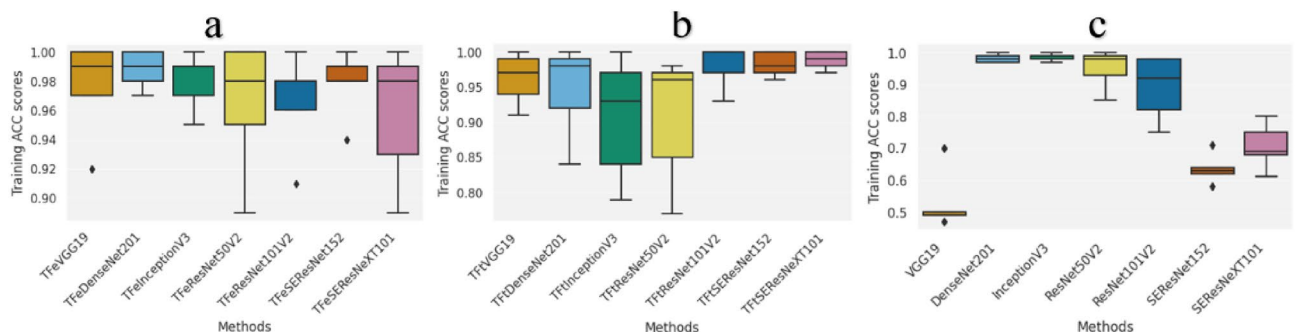 a
Training ACC scores
1.00
0.98
0.96
0.94
0.92
0.90
TFeVGG19
TFeDenseNet201
TFeInceptionV3
TFeResNet50V2
TFeResNet101V2
TFeSEResNet152
TFeSEResNeXT101
Methods
b
Training ACC scores
1.00
0.95
0.90
0.85
0.80
TFtVGG19
TFtDenseNet201
TFtInceptionV3
TFtResNet50V2
TFtResNet101V2
TFtSEResNet152
TFtSEResNeXT101
Methods
c
Training ACC scores
1.0
0.9
0.8
0.7
0.6
0.5
VGG19
DenseNet201
InceptionV3
ResNet50V2
ResNet101V2
SEResNet152
SEResNeXT101
Methods